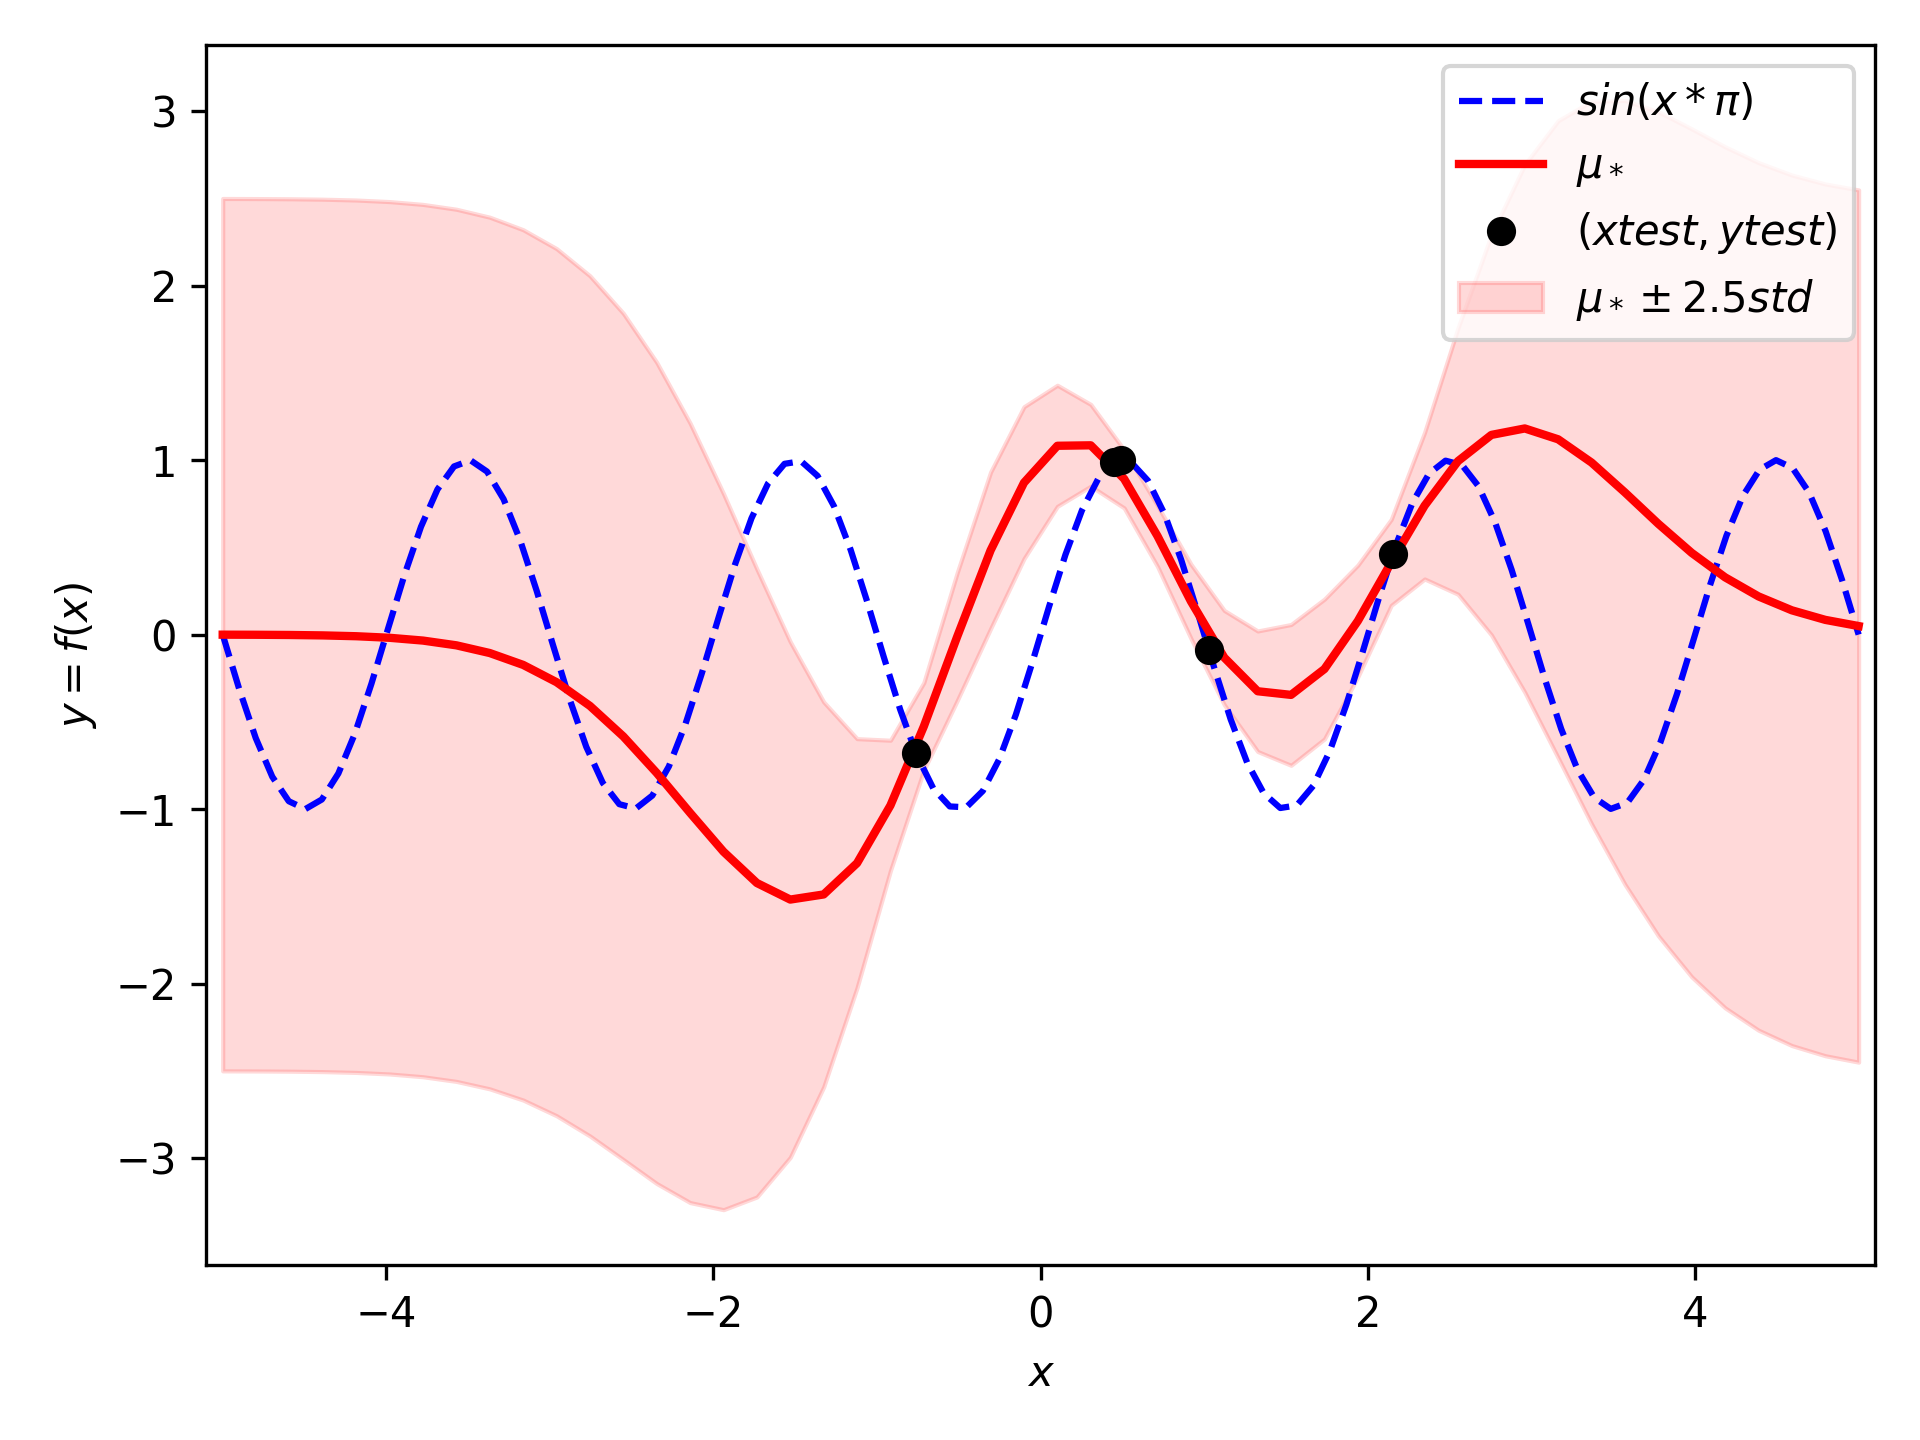 3
2
1
0
−1
−2
−3
y = f(x)
−4
−2
0
2
4
x
sin(x * π)
μ*
(xtest, ytest)
μ* ± 2.5std